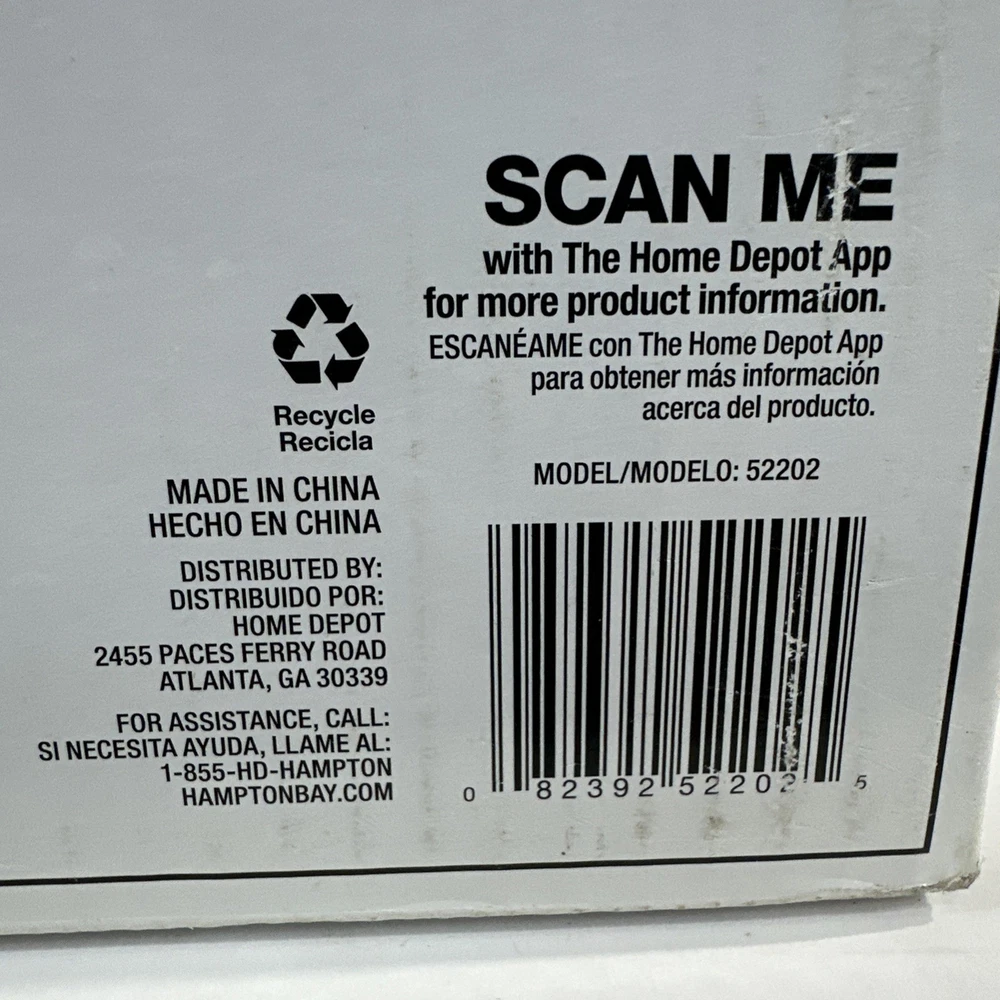 SCAN ME
with The Home Depot App
for more product information.
ESCANÉAME con The Home Depot App
para obtener más información
acerca del producto.
Recycle
Recicla
MADE IN CHINA
HECHO EN CHINA
DISTRIBUTED BY:
DISTRIBUIDO POR:
HOME DEPOT
2455 PACES FERRY ROAD
ATLANTA, GA 30339
FOR ASSISTANCE, CALL:
SI NECESITA AYUDA, LLAME AL:
1-855-HD-HAMPTON
HAMPTONBAY.COM
MODEL/MODELO: 52202
0 82392 52202 5